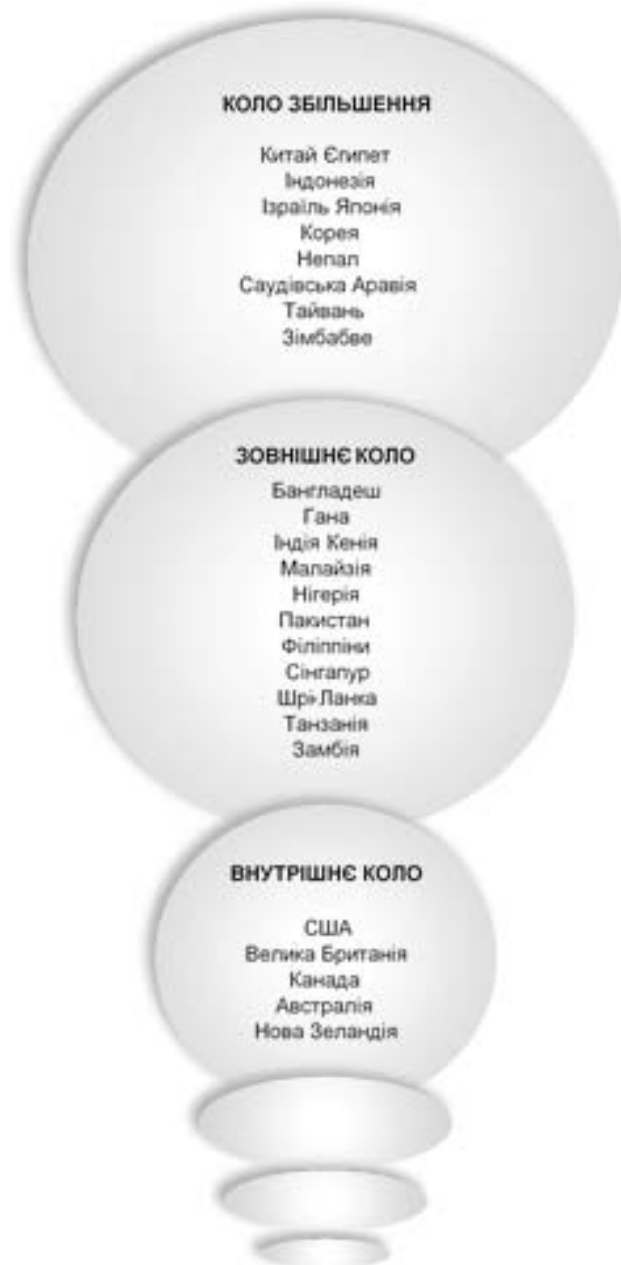 КОЛО ЗБІЛЬШЕННЯ
Китай Єгипет
Індонезія
Ізраїль Японія
Корея
Непал
Саудівська Аравія
Тайвань
Зімбабве
ЗОВНІШНЄ КОЛО
Бангладеш
Гана
Індія Кенія
Малайзія
Нігерія
Пакистан
Філіппіни
Сінгапур
Шрі-Ланка
Танзанія
Замбія
ВНУТРІШНЄ КОЛО
США
Велика Британія
Канада
Австралія
Нова Зеландія